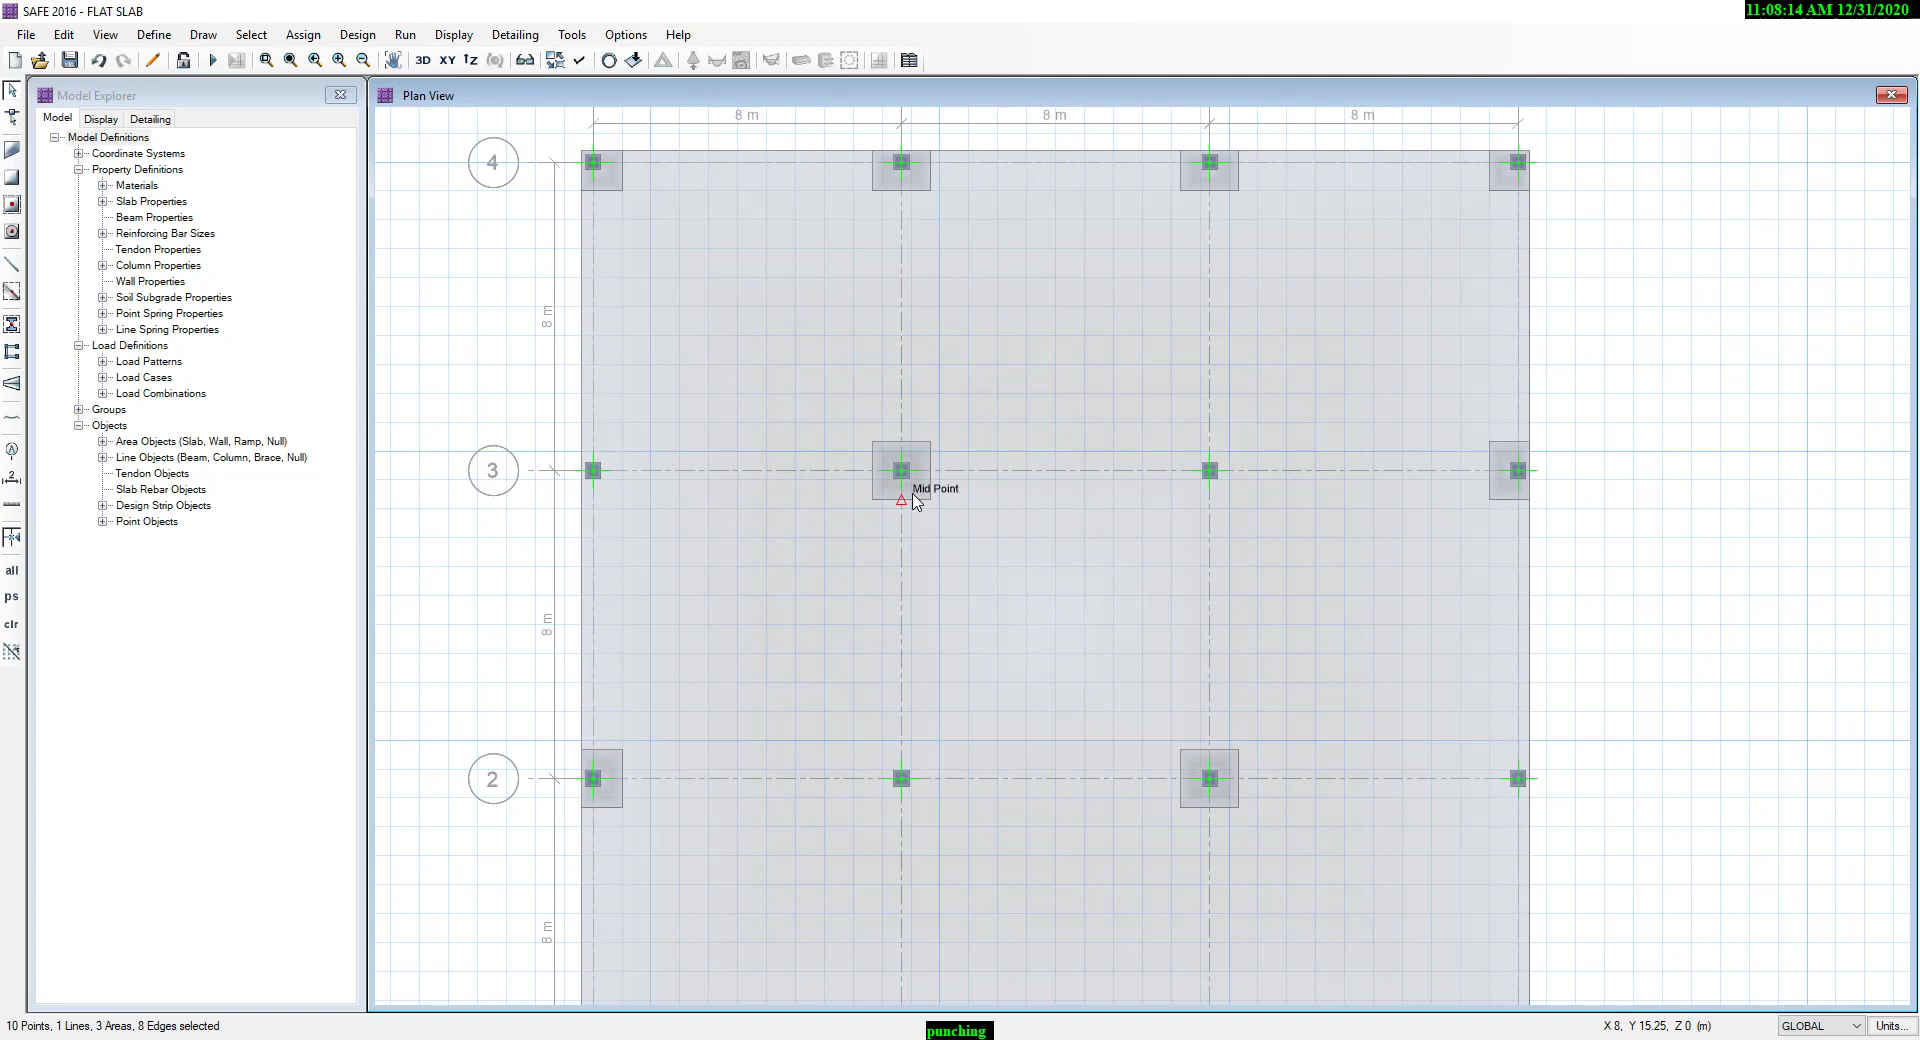 SAFE 2016 - FLAT SLAB
11:08:14 AM 12/31/2020
File Edit View Define Draw Select Assign Design Run Display Detailing Tools Options Help
3D XY
Model Explorer
Model Display Detailing
Model Definitions
Coordinate Systems
Property Definitions
Materials
Slab Properties
Beam Properties
Reinforcing Bar Sizes
Tendon Properties
Column Properties
Wall Properties
Soil Subgrade Properties
Point Spring Properties
Line Spring Properties
Load Definitions
Load Patterns
Load Cases
Load Combinations
Groups
Objects
Area Objects (Slab, Wall, Ramp, Null)
Line Objects (Beam, Column, Brace, Null)
Tendon Objects
Slab Rebar Objects
Design Strip Objects
Point Objects
all
ps
clr
Plan View
8 m 8 m 8 m
4
8 m
3
Mid Point
8 m
2
8 m
10 Points, 1 Lines, 3 Areas, 8 Edges selected
punching
X 8, Y 15.25, Z 0 (m)
GLOBAL
Units...